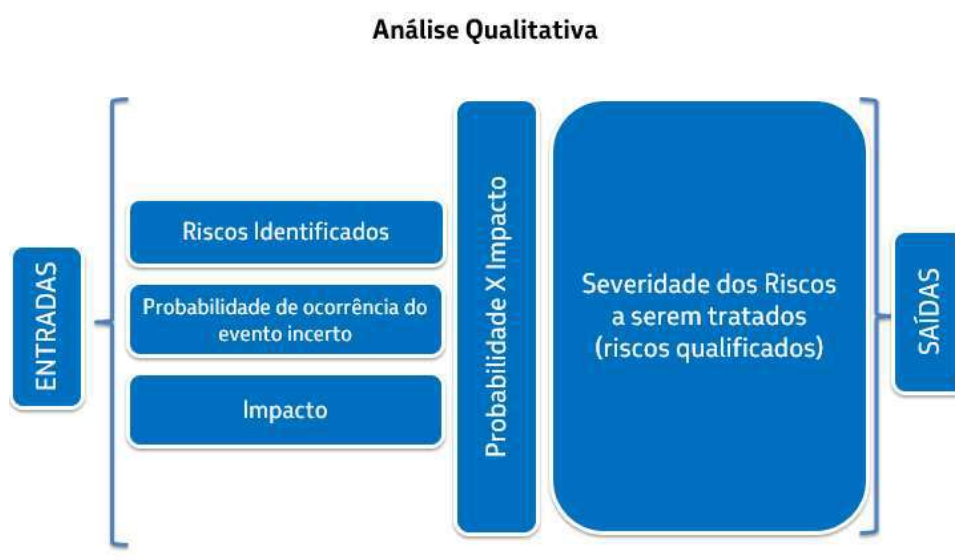 Análise Qualitativa
ENTRADAS
Riscos Identificados
Probabilidade de ocorrência do
evento incerto
Impacto
Probabilidade X Impacto
Severidade dos Riscos
a serem tratados
(riscos qualificados)
SAÍDAS